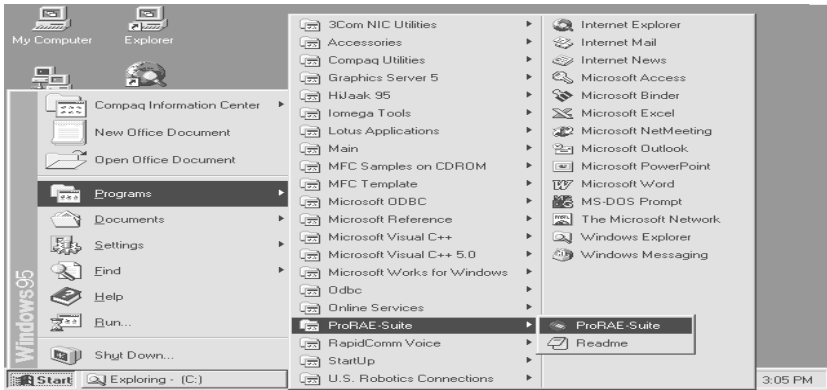 My Computer
Explorer
Compaq Information Center
New Office Document
Open Office Document
Programs
Documents
Settings
Find
Help
Run...
Shut Down...
Windows95
3Com NIC Utilities
Accessories
Compaq Utilities
Graphics Server 5
HiJaak 95
Iomega Tools
Lotus Applications
Main
MFC Samples on CDROM
MFC Template
Microsoft ODBC
Microsoft Reference
Microsoft Visual C++
Microsoft Visual C++ 5.0
Microsoft Works for Windows
Odbc
Online Services
ProRAE-Suite
RapidComm Voice
StartUp
U.S. Robotics Connections
Internet Explorer
Internet Mail
Internet News
Microsoft Access
Microsoft Binder
Microsoft Excel
Microsoft NetMeeting
Microsoft Outlook
Microsoft PowerPoint
Microsoft Word
MS-DOS Prompt
The Microsoft Network
Windows Explorer
Windows Messaging
ProRAE-Suite
Readme
Start
Exploring - (C:)
3:05 PM